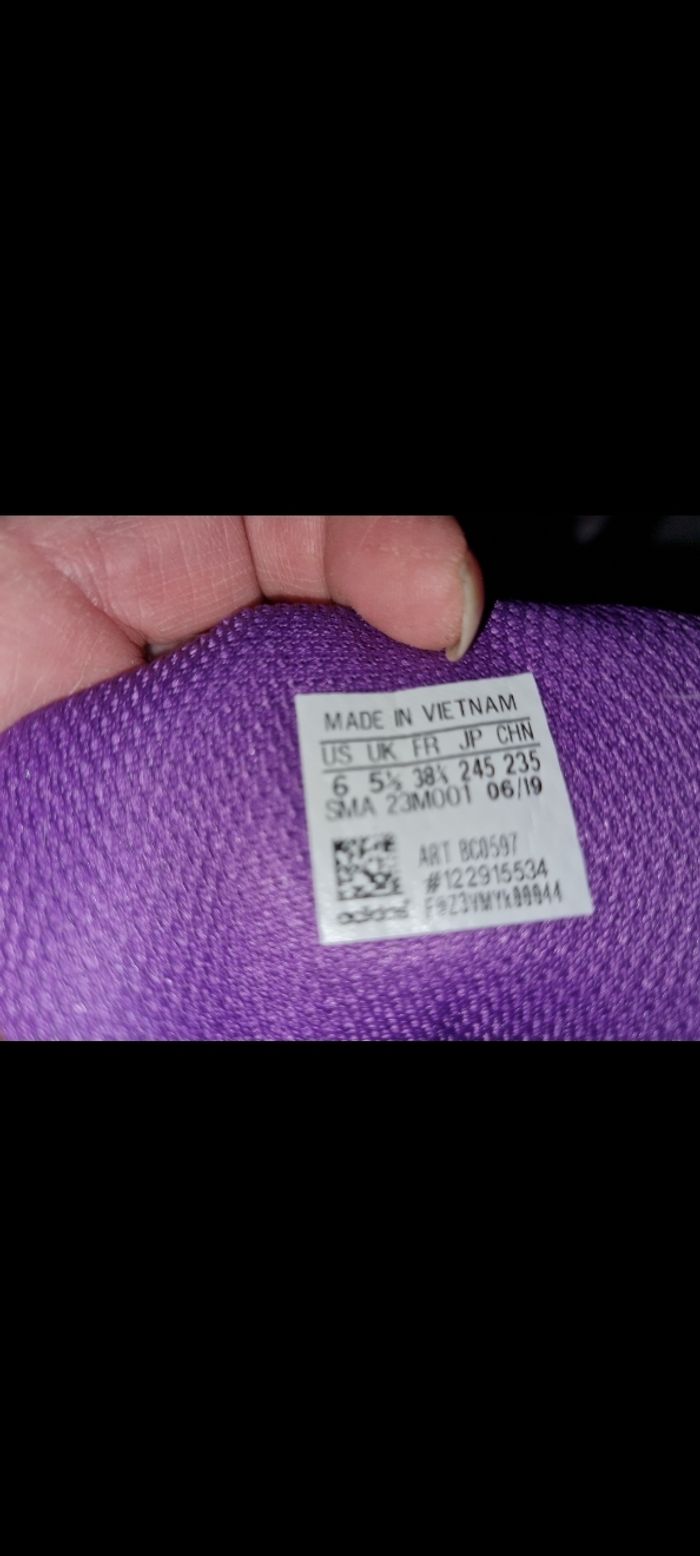 MADE IN VIETNAM
US UK FR JP CHN
6 5½ 38⅔ 245 235
SMA 23M001 06/19
ART BC0597
#122915534
adidas